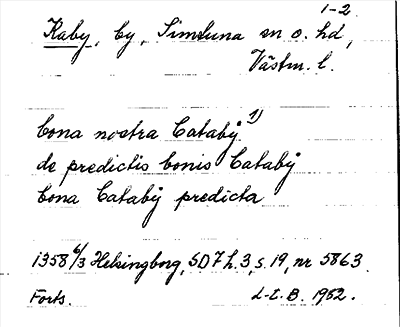 1-2
Kaby, by, Simtuna sn o. hd,
Västm. l.
bona nostra Cataby 1)
de predictis bonis Cataby
bona Cataby predicta
1358 6/3 Helsingborg, SD 7 h. 3, s. 19, nr 5863.
Forts. L-E. B. 1962.